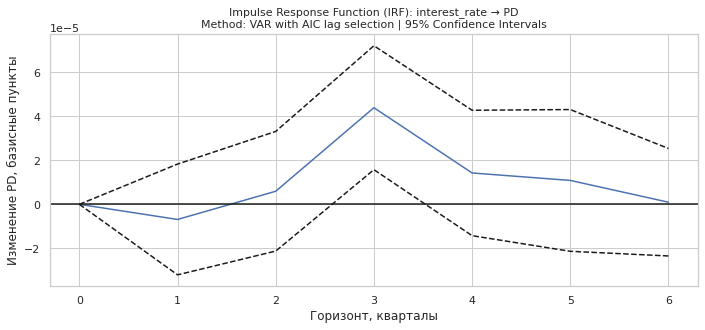 Impulse Response Function (IRF): interest_rate → PD
Method: VAR with AIC lag selection | 95% Confidence Intervals
1e−5
6
4
2
0
−2
Изменение PD, базисные пункты
0 1 2 3 4 5 6
Горизонт, кварталы